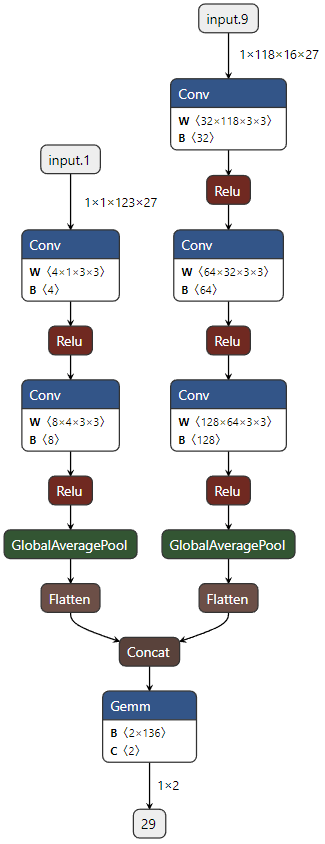 input.9
1×118×16×27
Conv
W ⟨32×118×3×3⟩
B ⟨32⟩
Relu
input.1
1×1×123×27
Conv
W ⟨4×1×3×3⟩
B ⟨4⟩
Conv
W ⟨64×32×3×3⟩
B ⟨64⟩
Relu
Relu
Conv
W ⟨8×4×3×3⟩
B ⟨8⟩
Conv
W ⟨128×64×3×3⟩
B ⟨128⟩
Relu
Relu
GlobalAveragePool
GlobalAveragePool
Flatten
Flatten
Concat
Gemm
B ⟨2×136⟩
C ⟨2⟩
1×2
29